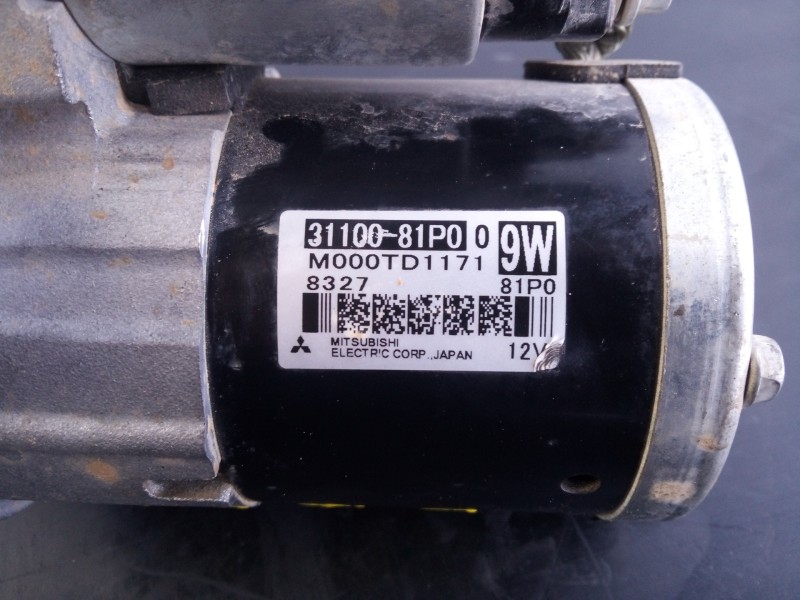 31100-81P0 0 9W
M000TD1171
8327 81P0
MITSUBISHI
ELECTRIC CORP.,JAPAN 12V